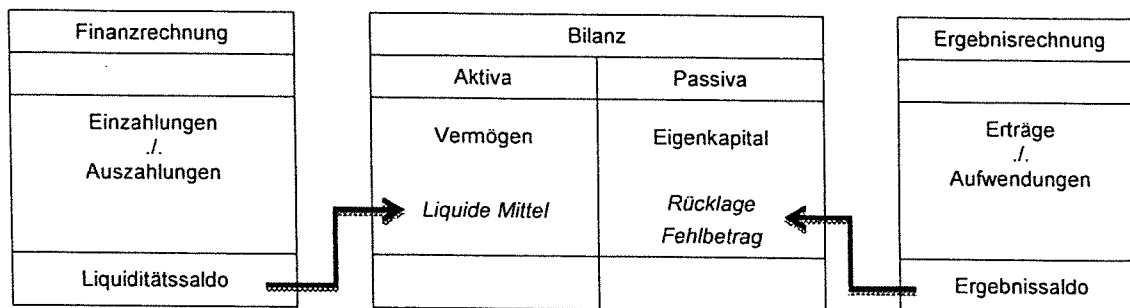 Finanzrechnung
Einzahlungen
./.
Auszahlungen
Liquiditätssaldo
Bilanz
Aktiva
Passiva
Vermögen
Eigenkapital
Liquide Mittel
Rücklage
Fehlbetrag
Ergebnisrechnung
Erträge
./.
Aufwendungen
Ergebnissaldo